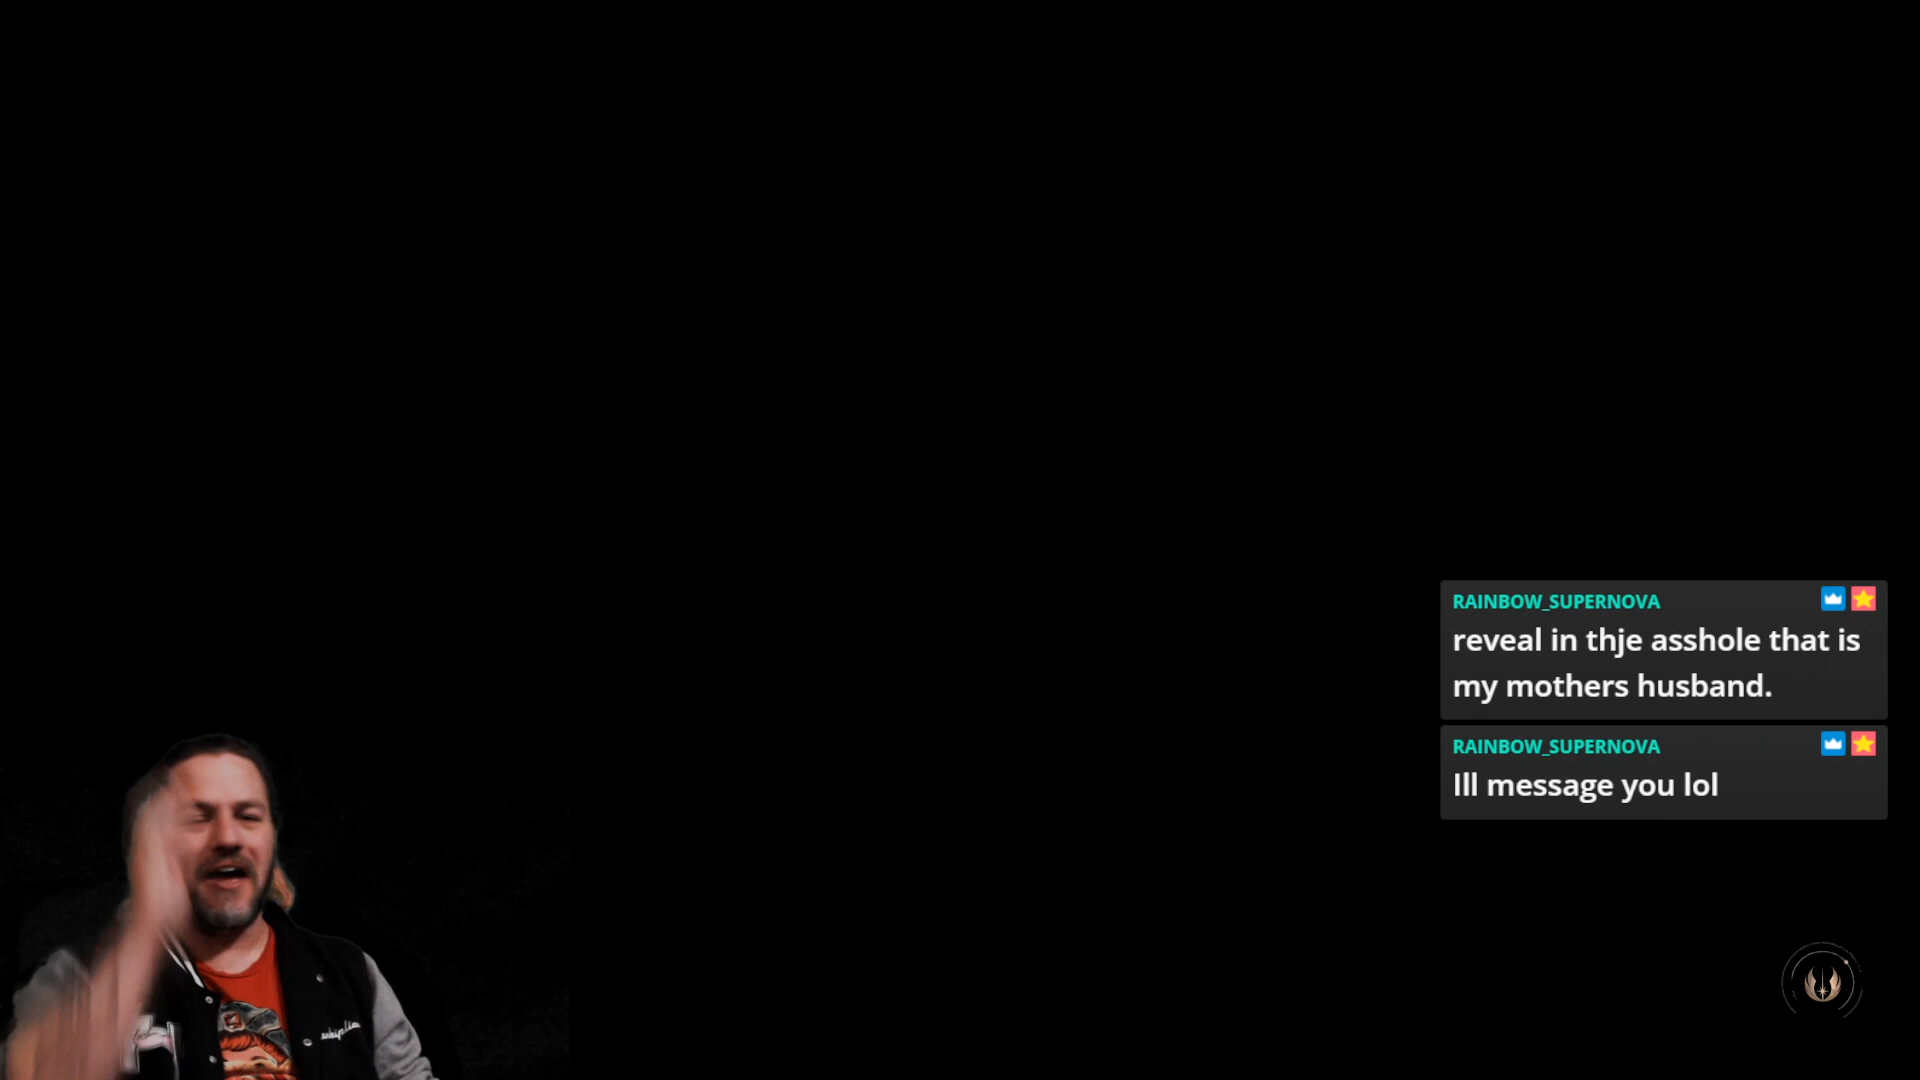 RAINBOW_SUPERNOVA
reveal in thje asshole that is
my mothers husband.
RAINBOW_SUPERNOVA
Ill message you lol